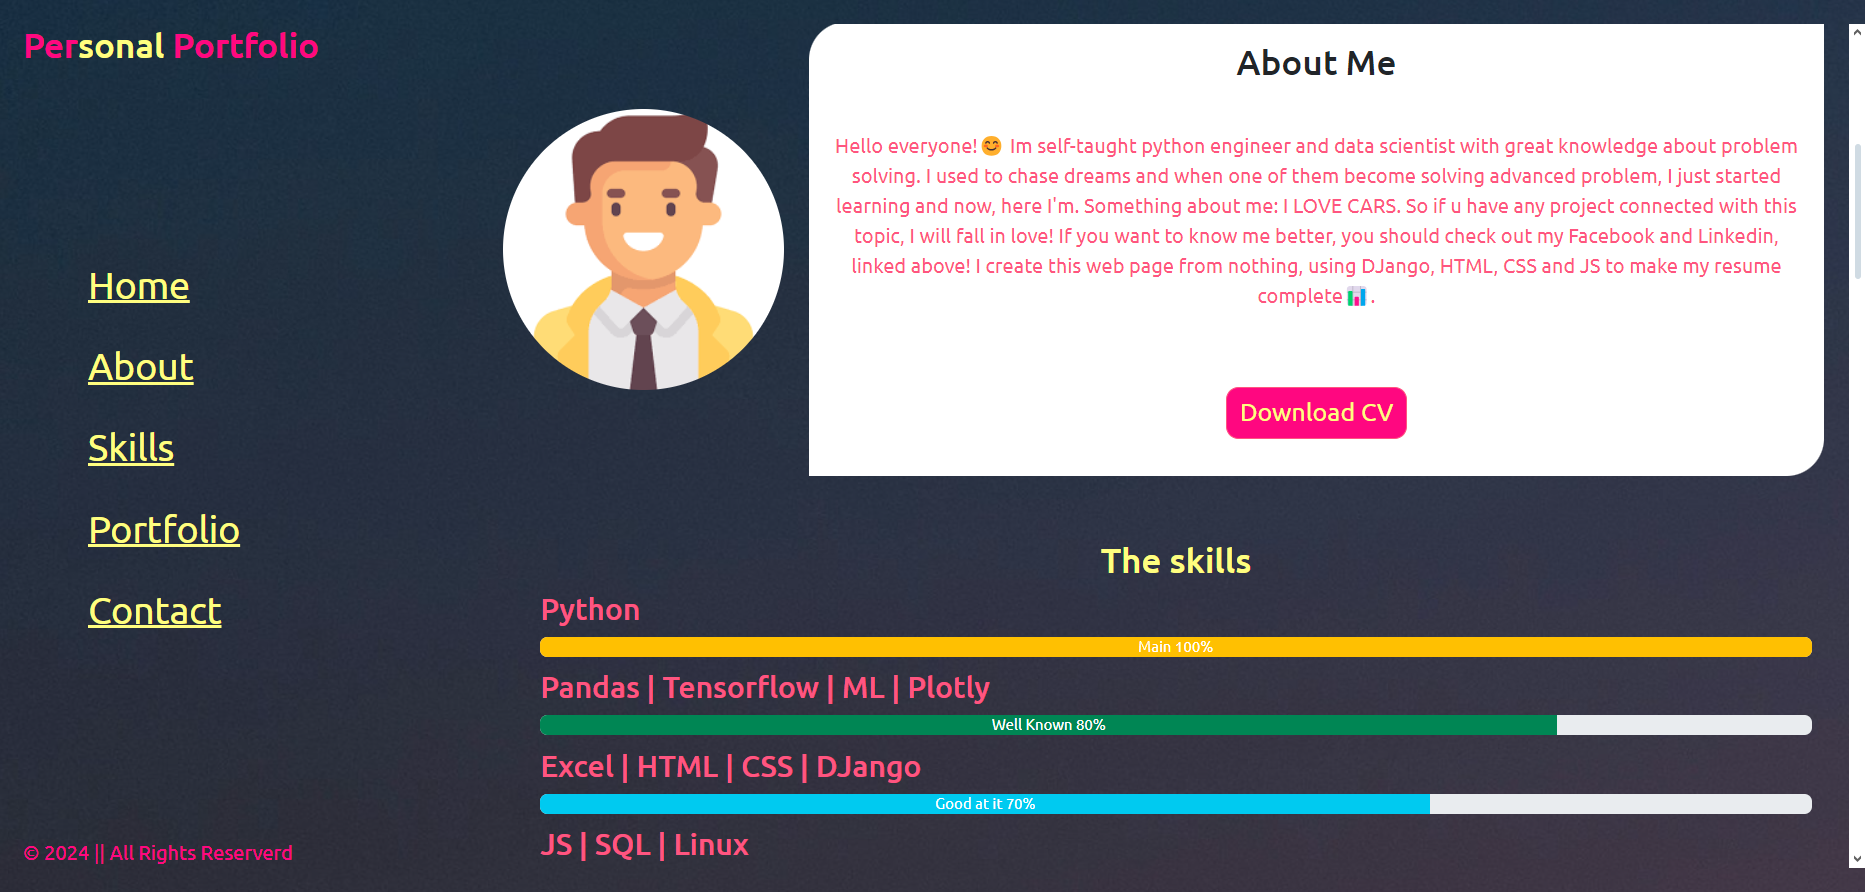 Personal Portfolio
Home
About
Skills
Portfolio
Contact
© 2024 || All Rights Reserverd
About Me
Hello everyone!😊 Im self-taught python engineer and data scientist with great knowledge about problem
solving. I used to chase dreams and when one of them become solving advanced problem, I just started
learning and now, here I'm. Something about me: I LOVE CARS. So if u have any project connected with this
topic, I will fall in love! If you want to know me better, you should check out my Facebook and Linkedin,
linked above! I create this web page from nothing, using DJango, HTML, CSS and JS to make my resume
complete📊.
Download CV
The skills
Python
Main 100%
Pandas | Tensorflow | ML | Plotly
Well Known 80%
Excel | HTML | CSS | DJango
Good at it 70%
JS | SQL | Linux